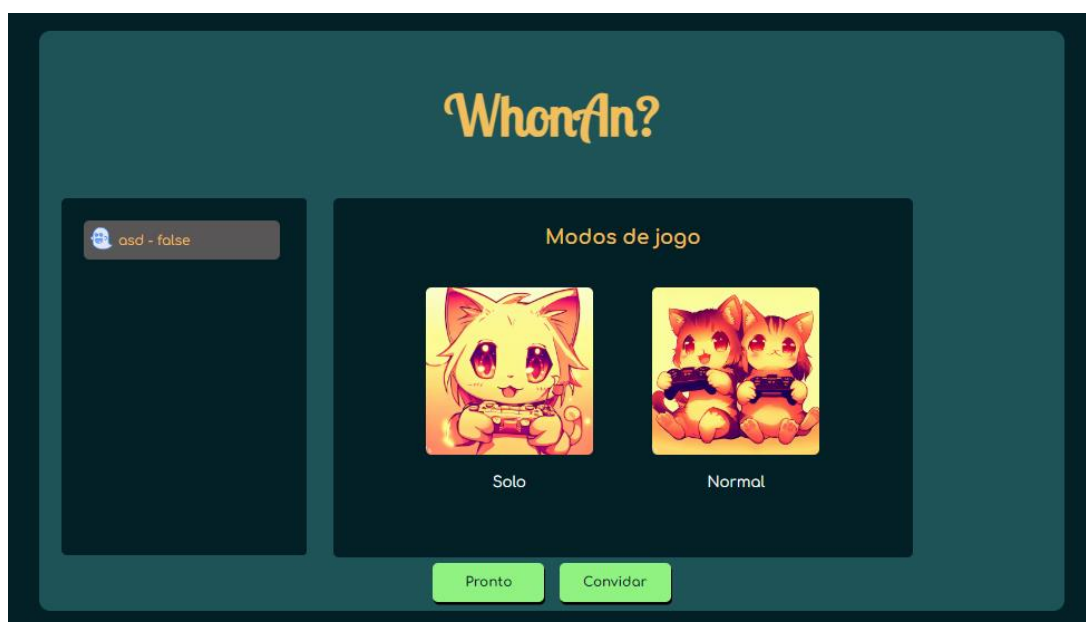 WhonAn?
asd - false
Modos de jogo
Solo
Normal
Pronto
Convidar